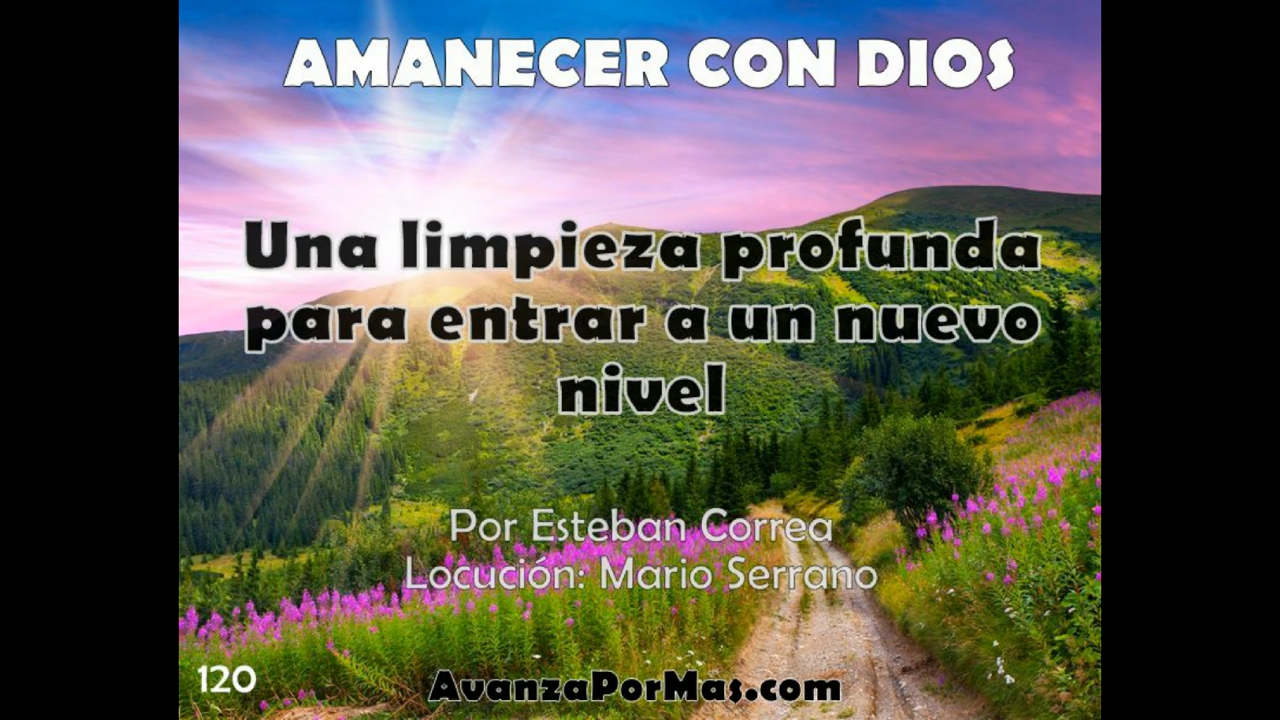 AMANECER CON DIOS
Una limpieza profunda
para entrar a un nuevo
nivel
Por Esteban Correa
Locución: Mario Serrano
120
AvanzaPorMas.com